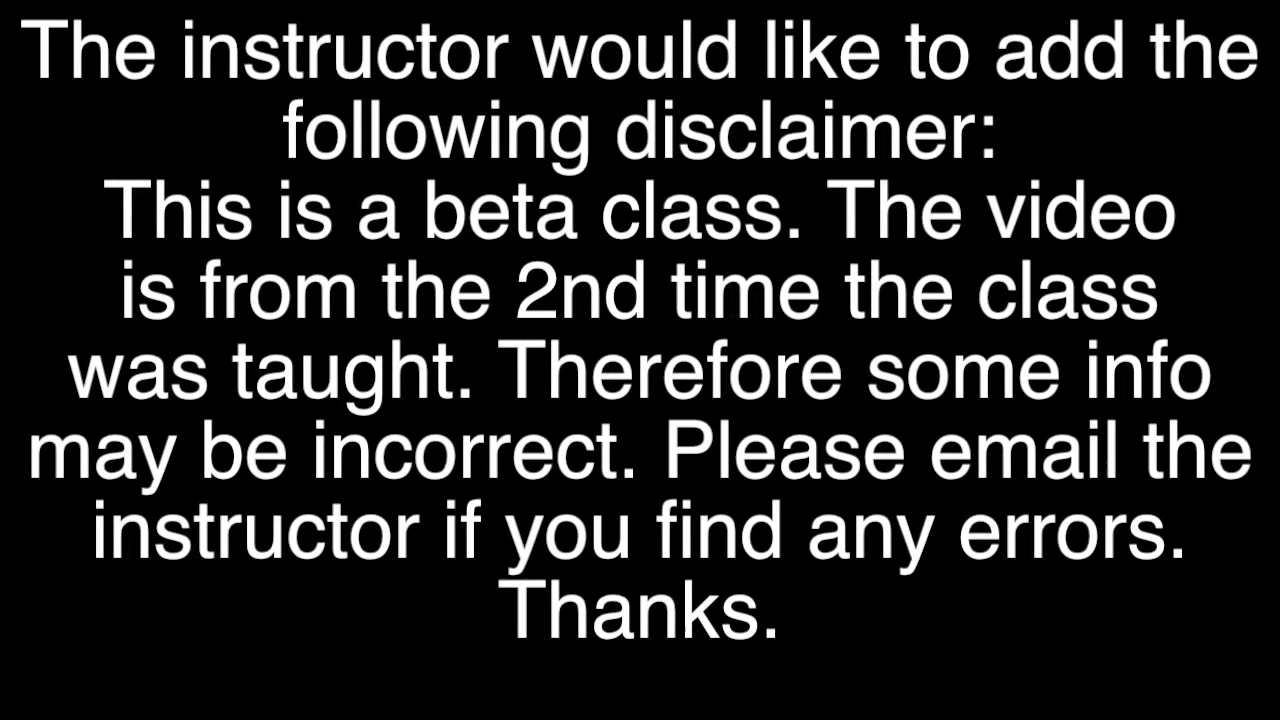 The instructor would like to add the
following disclaimer:
This is a beta class. The video
is from the 2nd time the class
was taught. Therefore some info
may be incorrect. Please email the
instructor if you find any errors.
Thanks.